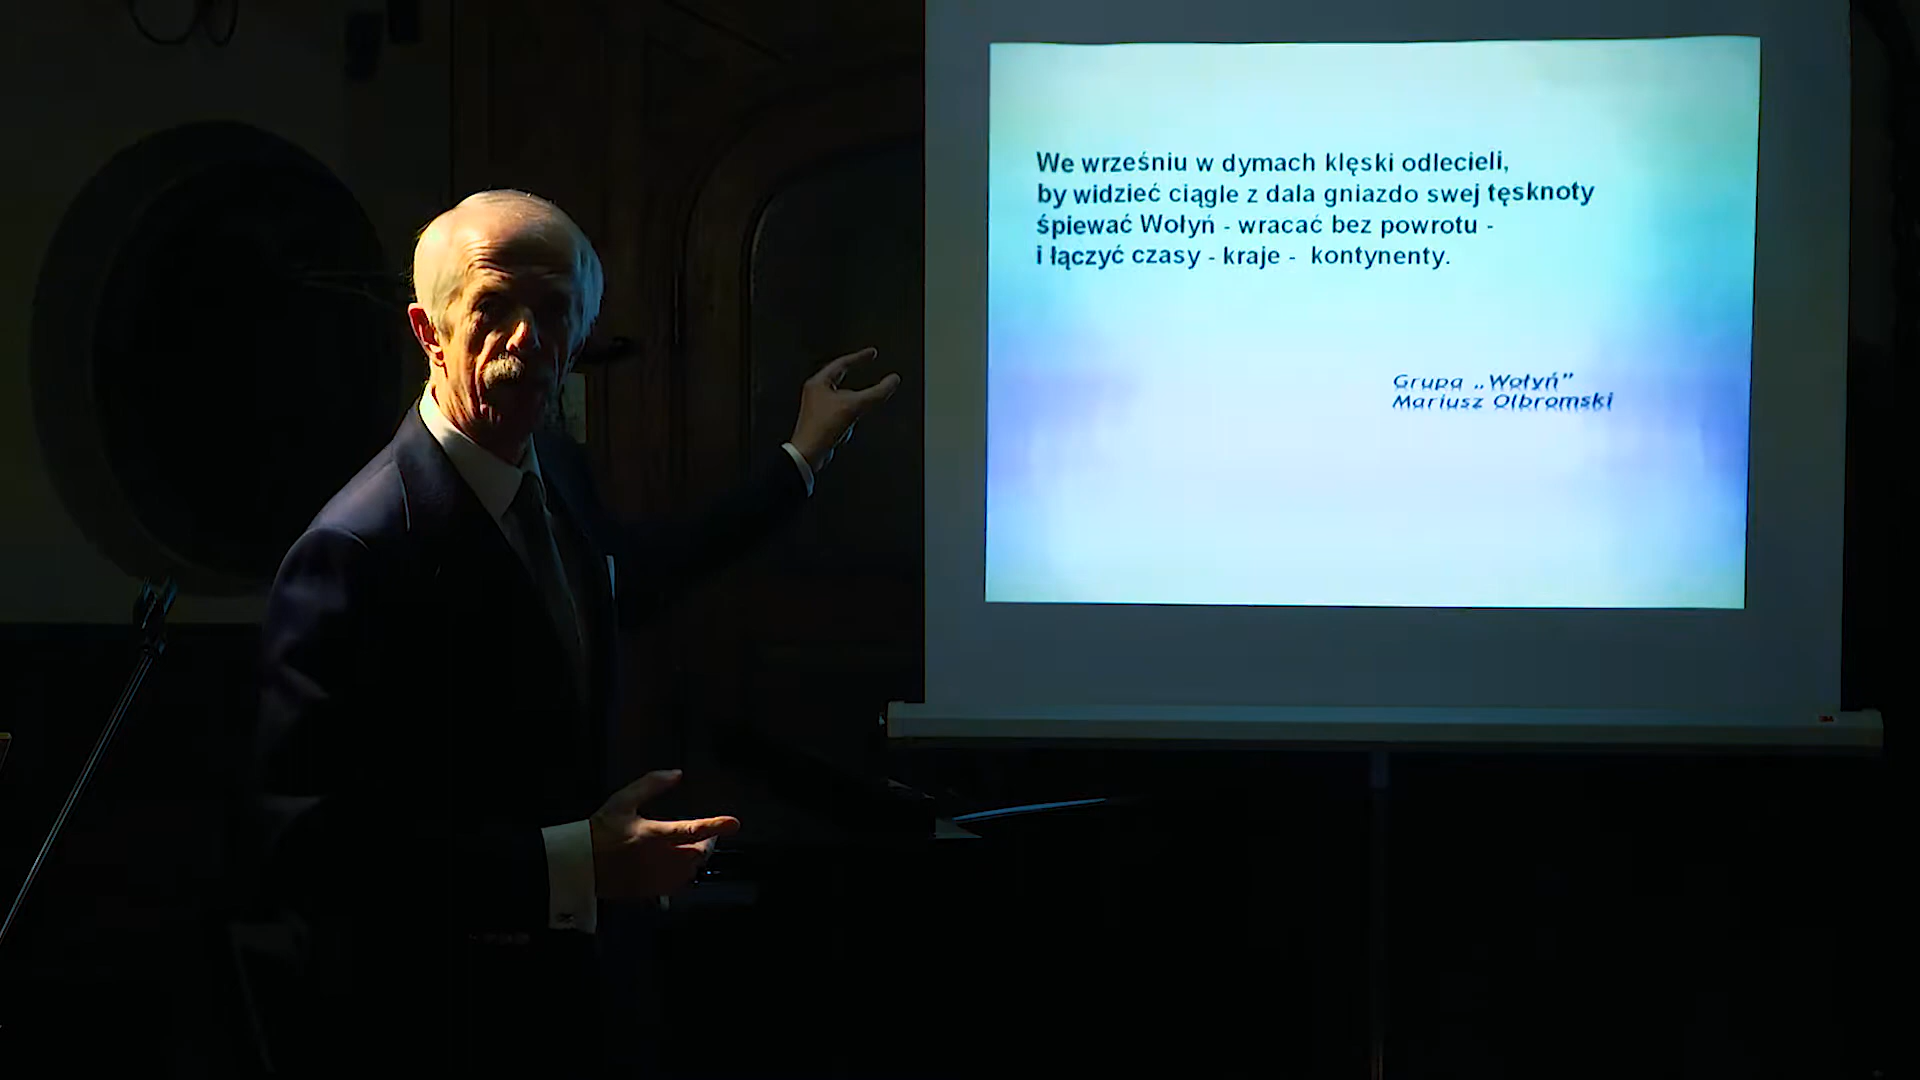 We wrześniu w dymach klęski odlecieli,
by widzieć ciągle z dala gniazdo swej tęsknoty
śpiewać Wołyń - wracać bez powrotu -
i łączyć czasy - kraje - kontynenty.
Grupa „Wołyń”
Mariusz Olbromski